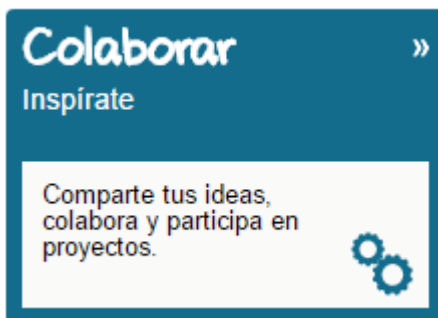 Colaborar »
Inspírate
Comparte tus ideas,
colabora y participa en
proyectos.